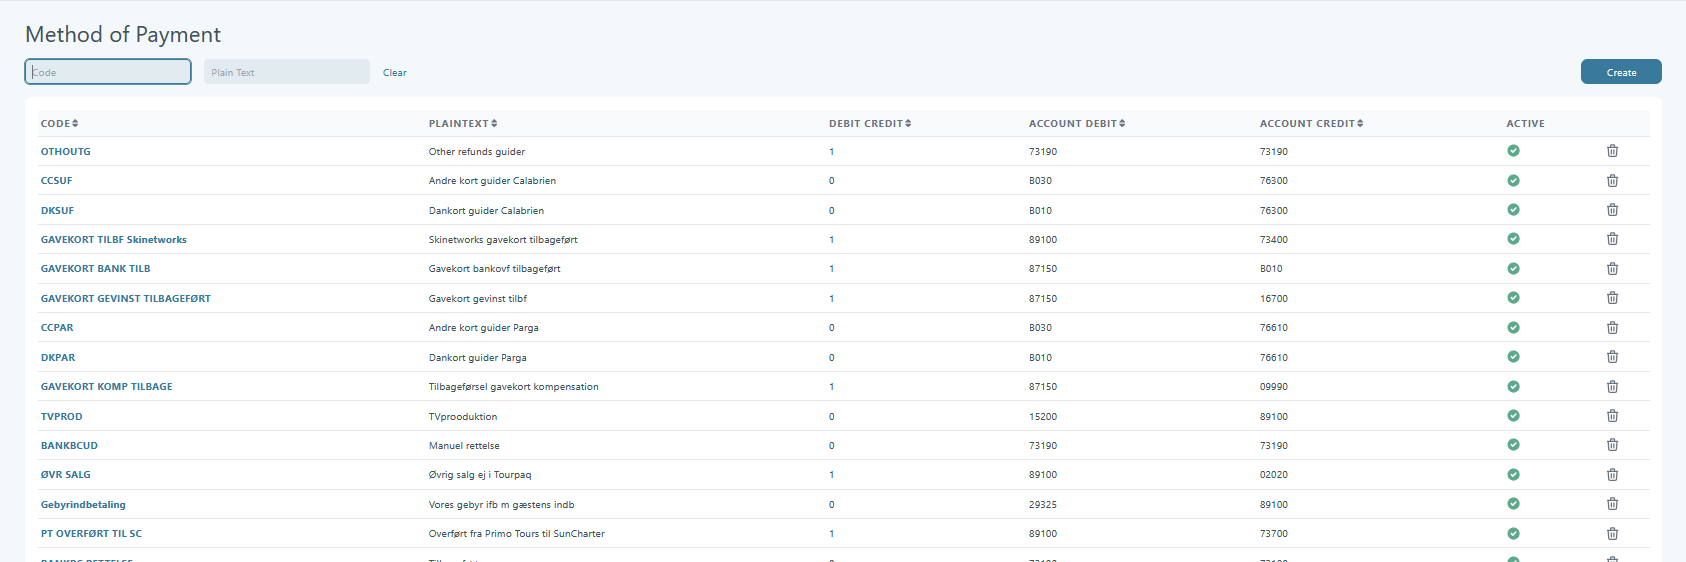 Method of Payment
Code Plain Text Clear Create
CODE PLAINTEXT DEBIT CREDIT ACCOUNT DEBIT ACCOUNT CREDIT ACTIVE
OTHOUTG Other refunds guider 1 73190 73190
CCSUF Andre kort guider Calabrien 0 B030 76300
DKSUF Dankort guider Calabrien 0 B010 76300
GAVEKORT TILBF Skinetworks Skinetworks gavekort tilbageført 1 89100 73400
GAVEKORT BANK TILB Gavekort bankovf tilbageført 1 87150 B010
GAVEKORT GEVINST TILBAGEFØRT Gavekort gevinst tilbf 1 87150 16700
CCPAR Andre kort guider Parga 0 B030 76610
DKPAR Dankort guider Parga 0 B010 76610
GAVEKORT KOMP TILBAGE Tilbageførsel gavekort kompensation 1 87150 09990
TVPROD TVprooduktion 0 15200 89100
BANKBCUD Manuel rettelse 0 73190 73190
ØVR SALG Øvrig salg ej i Tourpaq 1 89100 02020
Gebyrindbetaling Vores gebyr ifb m gæstens indb 0 29325 89100
PT OVERFØRT TIL SC Overført fra Primo Tours til SunCharter 1 89100 73700